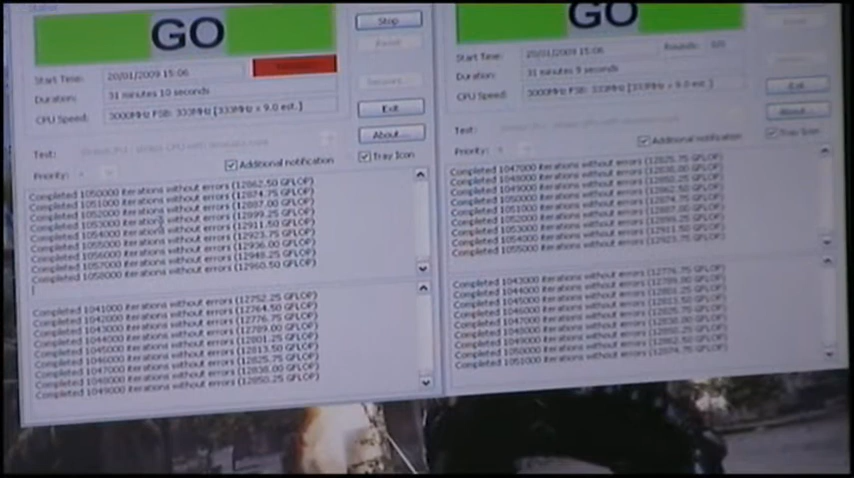 Status
GO
Stop
Start Time: 20/01/2009 15:06
Duration: 31 minutes 10 seconds
CPU Speed: 3000MHz FSB: 333MHz [333MHz x 9.0 est.]
Exit
About...
Test:
Additional notification
Tray Icon
Priority:
Completed 1050000 iterations without errors (12862.50 GFLOP)
Completed 1051000 iterations without errors (12874.75 GFLOP)
Completed 1052000 iterations without errors (12887.00 GFLOP)
Completed 1053000 iterations without errors (12899.25 GFLOP)
Completed 1054000 iterations without errors (12911.50 GFLOP)
Completed 1055000 iterations without errors (12923.75 GFLOP)
Completed 1056000 iterations without errors (12936.00 GFLOP)
Completed 1057000 iterations without errors (12948.25 GFLOP)
Completed 1058000 iterations without errors (12960.50 GFLOP)
Completed 1041000 iterations without errors (12752.25 GFLOP)
Completed 1042000 iterations without errors (12764.50 GFLOP)
Completed 1043000 iterations without errors (12776.75 GFLOP)
Completed 1044000 iterations without errors (12789.00 GFLOP)
Completed 1045000 iterations without errors (12801.25 GFLOP)
Completed 1046000 iterations without errors (12813.50 GFLOP)
Completed 1047000 iterations without errors (12825.75 GFLOP)
Completed 1048000 iterations without errors (12838.00 GFLOP)
Completed 1049000 iterations without errors (12850.25 GFLOP)
GO
Start Time: 20/01/2009 15:06
Rounds:
Duration: 31 minutes 9 seconds
CPU Speed: 3000MHz FSB: 333MHz [333MHz x 9.0 est.]
Exit
About...
Test:
Additional notification
Tray Icon
Priority:
Completed 1047000 iterations without errors (12825.75 GFLOP)
Completed 1048000 iterations without errors (12838.00 GFLOP)
Completed 1049000 iterations without errors (12850.25 GFLOP)
Completed 1050000 iterations without errors (12862.50 GFLOP)
Completed 1051000 iterations without errors (12874.75 GFLOP)
Completed 1052000 iterations without errors (12887.00 GFLOP)
Completed 1053000 iterations without errors (12899.25 GFLOP)
Completed 1054000 iterations without errors (12911.50 GFLOP)
Completed 1055000 iterations without errors (12923.75 GFLOP)
Completed 1043000 iterations without errors (12776.75 GFLOP)
Completed 1044000 iterations without errors (12789.00 GFLOP)
Completed 1045000 iterations without errors (12801.25 GFLOP)
Completed 1046000 iterations without errors (12813.50 GFLOP)
Completed 1047000 iterations without errors (12825.75 GFLOP)
Completed 1048000 iterations without errors (12838.00 GFLOP)
Completed 1049000 iterations without errors (12850.25 GFLOP)
Completed 1050000 iterations without errors (12862.50 GFLOP)
Completed 1051000 iterations without errors (12874.75 GFLOP)